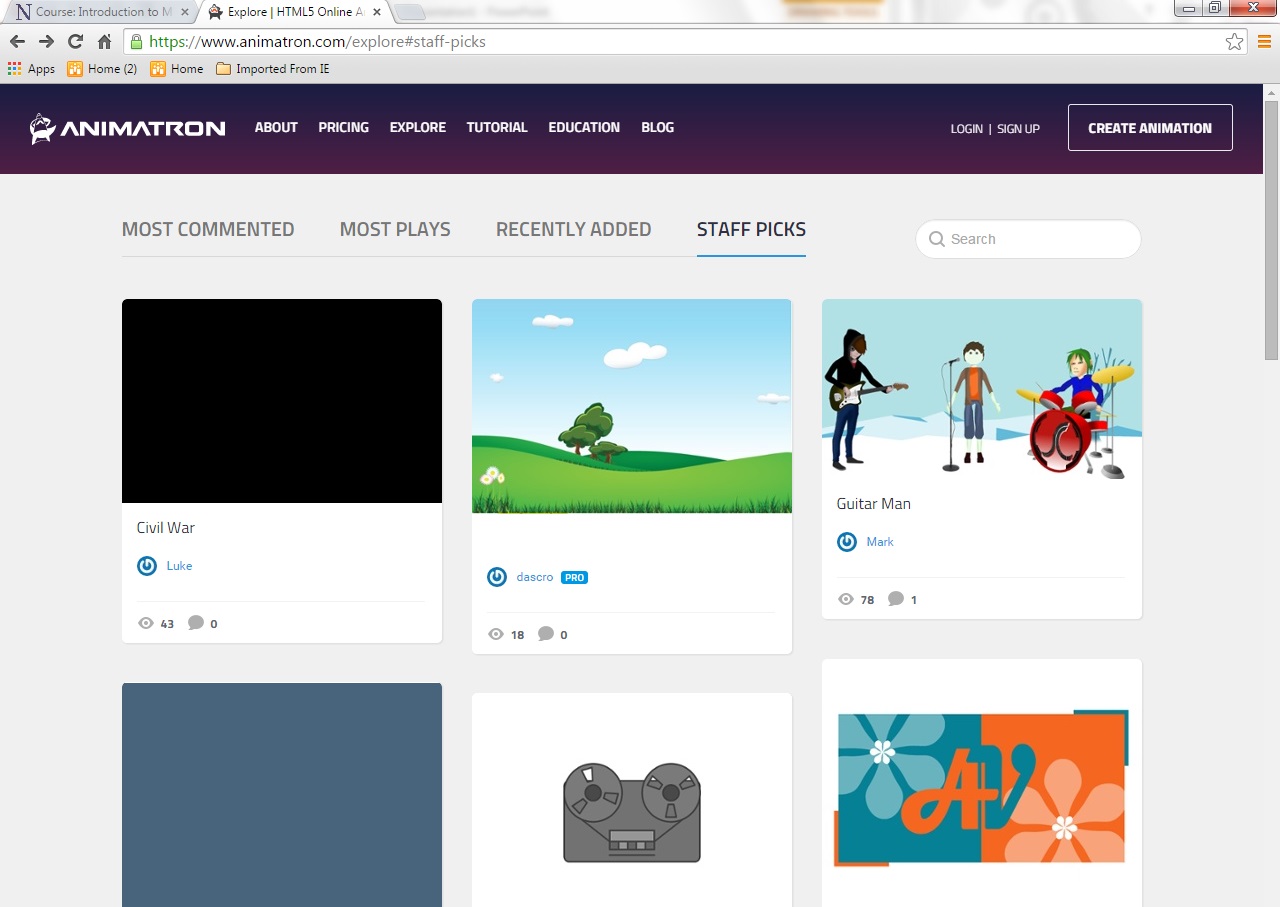 Course: Introduction to M
Explore | HTML5 Online A
https://www.animatron.com/explore#staff-picks
Apps Home (2) Home Imported From IE
ANIMATRON ABOUT PRICING EXPLORE TUTORIAL EDUCATION BLOG LOGIN | SIGN UP CREATE ANIMATION
MOST COMMENTED MOST PLAYS RECENTLY ADDED STAFF PICKS Search
Civil War
Luke
43 0
dascro PRO
18 0
Guitar Man
Mark
78 1
AV